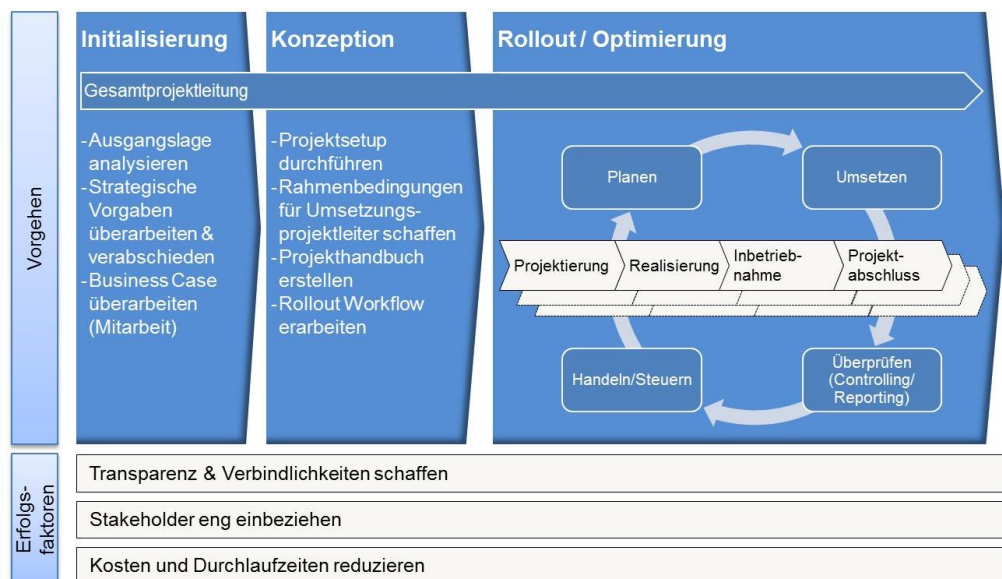 Initialisierung
Konzeption
Rollout / Optimierung
Gesamtprojektleitung
Vorgehen
-Ausgangslage
analysieren
-Strategische
Vorgaben
überarbeiten &
verabschieden
-Business Case
überarbeiten
(Mitarbeit)
-Projektsetup
durchführen
-Rahmenbedingungen
für Umsetzungs-
projektleiter schaffen
-Projekthandbuch
erstellen
-Rollout Workflow
erarbeiten
Planen
Umsetzen
Projektierung
Realisierung
Inbetrieb-
nahme
Projekt-
abschluss
Handeln/Steuern
Überprüfen
(Controlling/
Reporting)
Erfolgs-
faktoren
Transparenz & Verbindlichkeiten schaffen
Stakeholder eng einbeziehen
Kosten und Durchlaufzeiten reduzieren